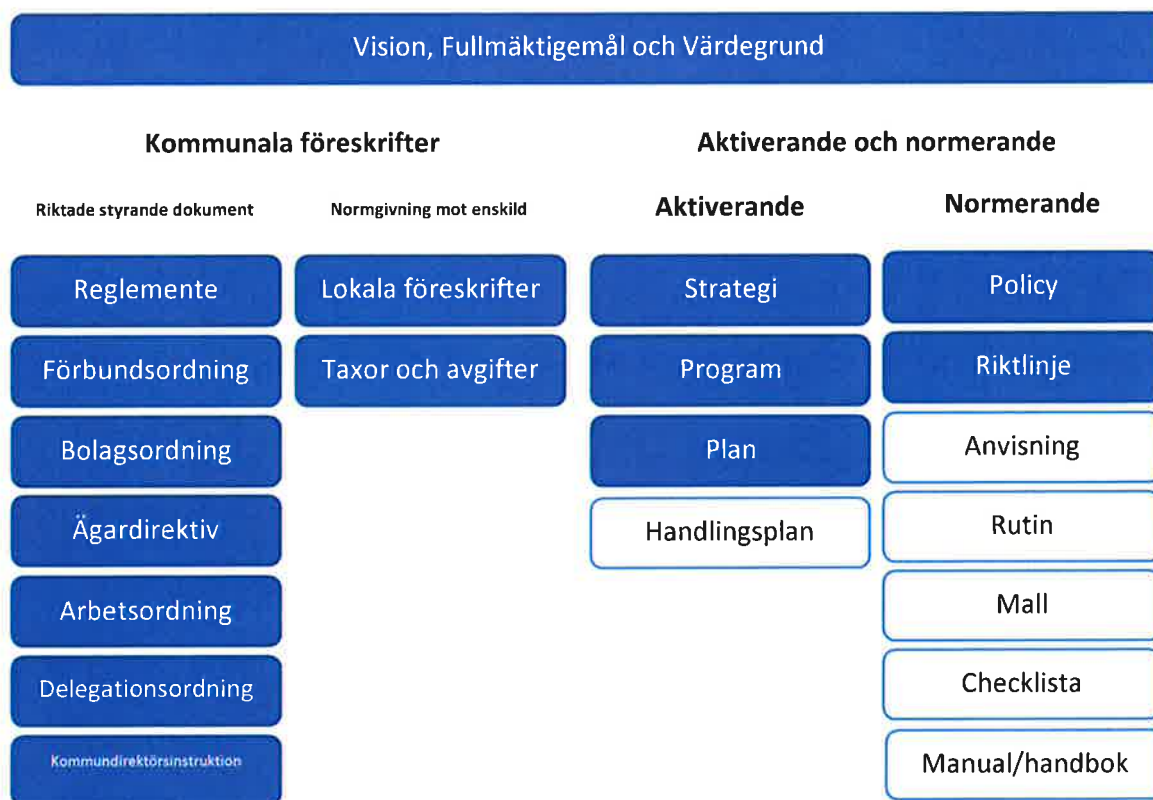 Vision, Fullmäktigemål och Värdegrund
Kommunala föreskrifter
Aktiverande och normerande
Riktade styrande dokument
Normgivning mot enskild
Aktiverande
Normerande
Reglemente
Förbundsordning
Bolagsordning
Ägardirektiv
Arbetsordning
Delegationsordning
Kommundirektörsinstruktion
Lokala föreskrifter
Taxor och avgifter
Strategi
Program
Plan
Handlingsplan
Policy
Riktlinje
Anvisning
Rutin
Mall
Checklista
Manual/handbok